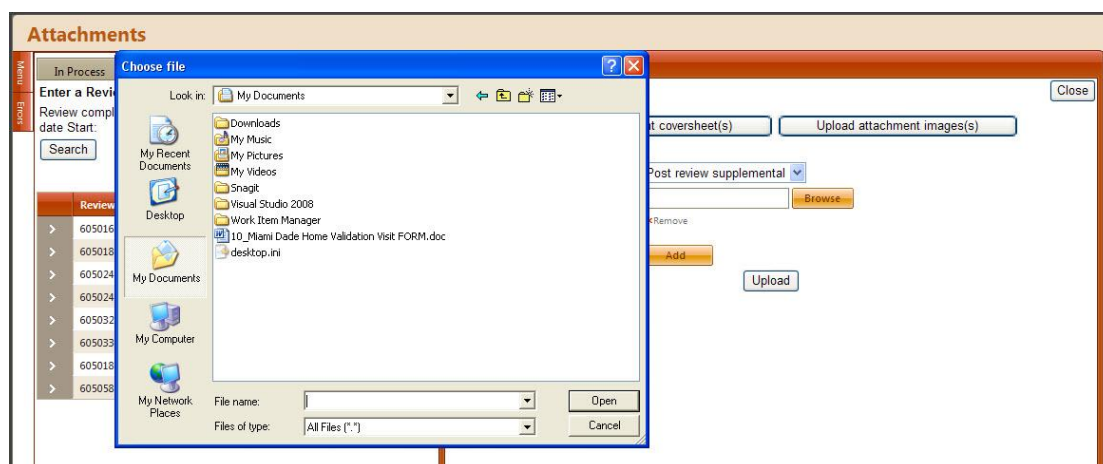 Attachments
Menu
Errors
In Process
Enter a Revi
Review compl
date Start:
Search
Review
605016
605018
605024
605024
605032
605033
605018
605058
Choose file
Look in:
My Documents
My Recent
Documents
Desktop
My Documents
My Computer
My Network
Places
Downloads
My Music
My Pictures
My Videos
Snagit
Visual Studio 2008
Work Item Manager
10_Miami Dade Home Validation Visit FORM.doc
desktop.ini
File name:
Open
Files of type:
All Files ("*.*")
Cancel
Close
t coversheet(s)
Upload attachment images(s)
Post review supplemental
Browse
Remove
Add
Upload